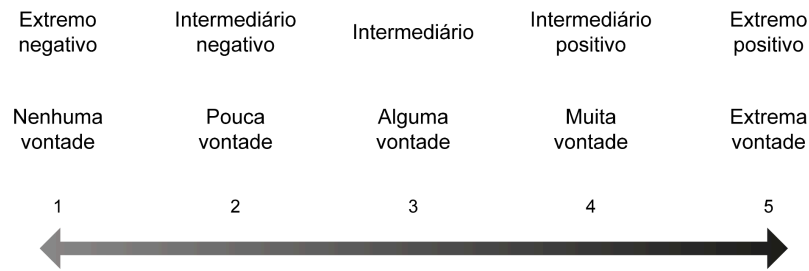 Extremo negativo
Intermediário negativo
Intermediário
Intermediário positivo
Extremo positivo
Nenhuma vontade
Pouca vontade
Alguma vontade
Muita vontade
Extrema vontade
1 2 3 4 5